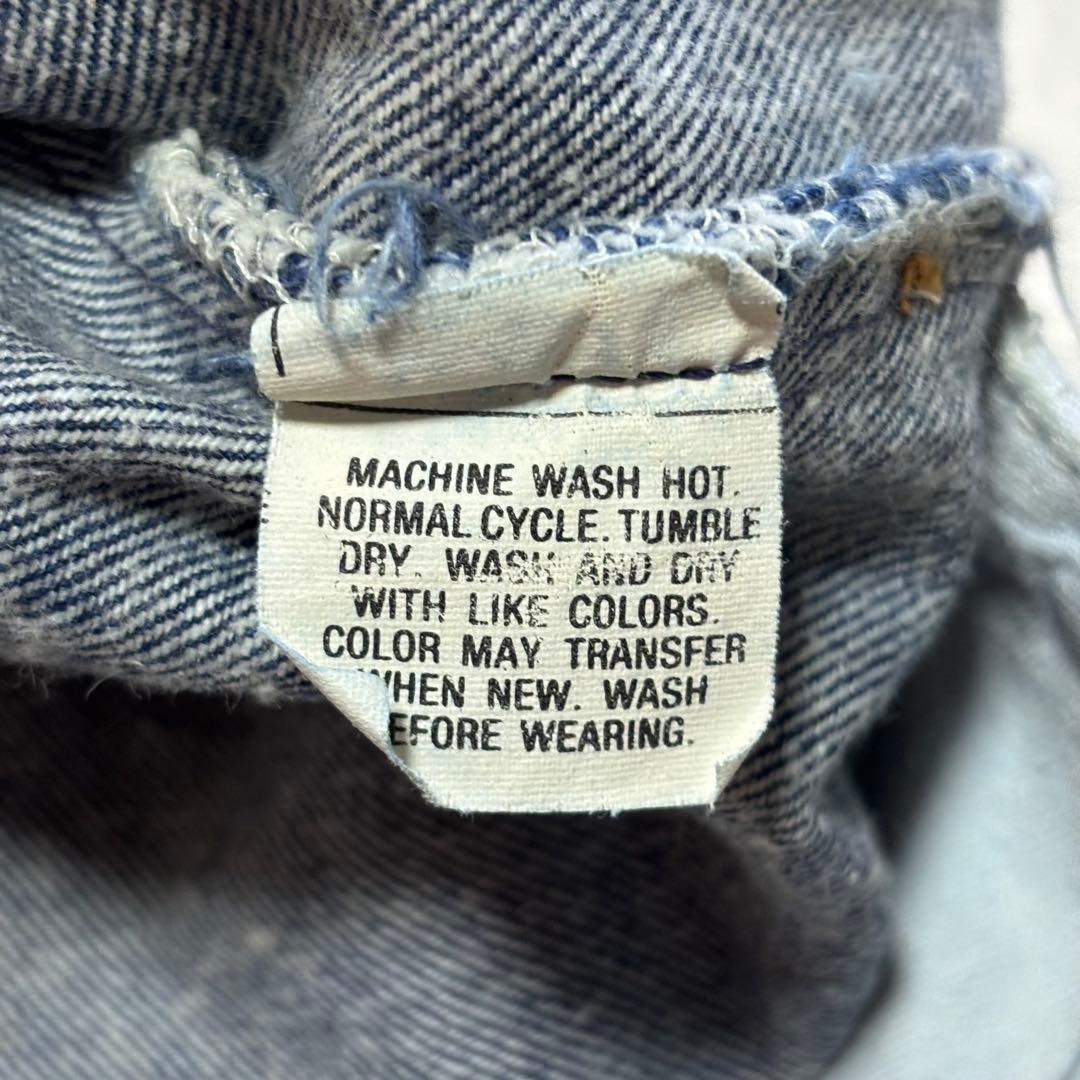 MACHINE WASH HOT.
NORMAL CYCLE. TUMBLE
DRY. WASH AND DRY
WITH LIKE COLORS.
COLOR MAY TRANSFER
WHEN NEW. WASH
BEFORE WEARING.